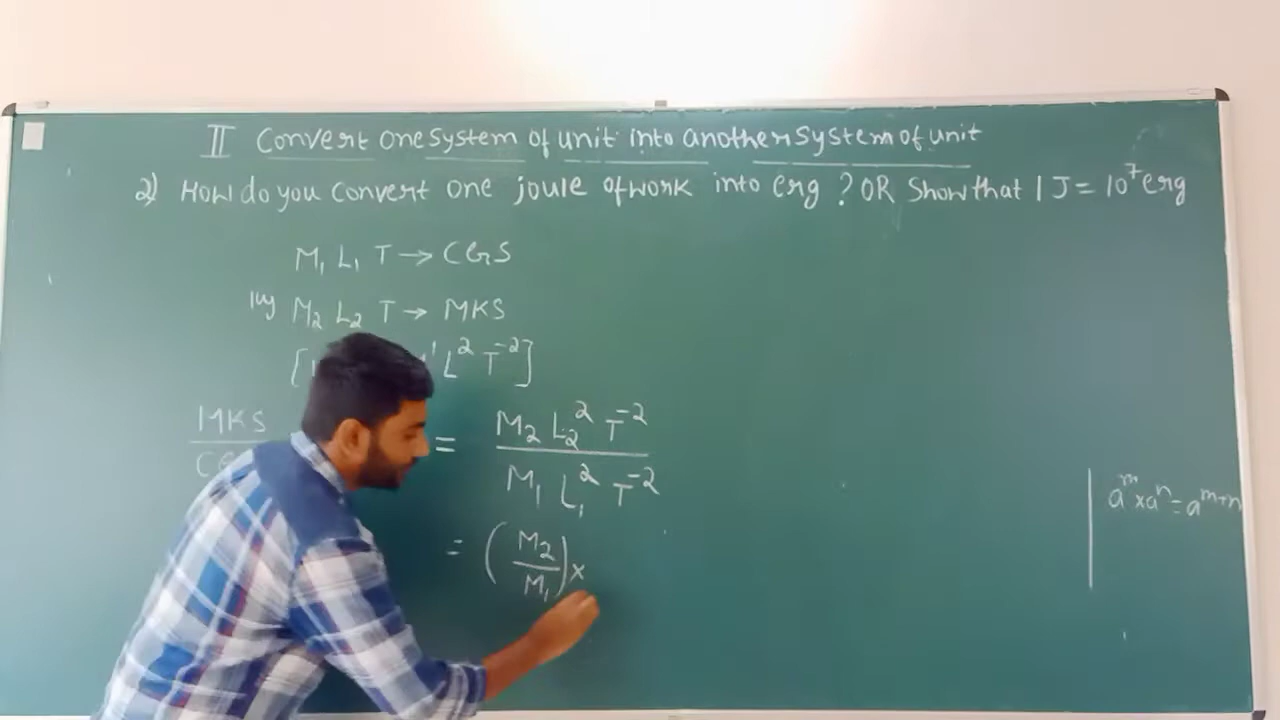 II Convert one system of unit into another system of unit
2) How do you convert one joule of work into erg ? OR Show that 1 J = 10⁷ erg
M₁ L₁ T → CGS
lly M₂ L₂ T → MKS
[ L² T⁻²]
MKS = M₂ L₂² T⁻² / M₁ L₁² T⁻²
= (M₂/M₁) x
aᵐ x aⁿ = aᵐ⁺ⁿ